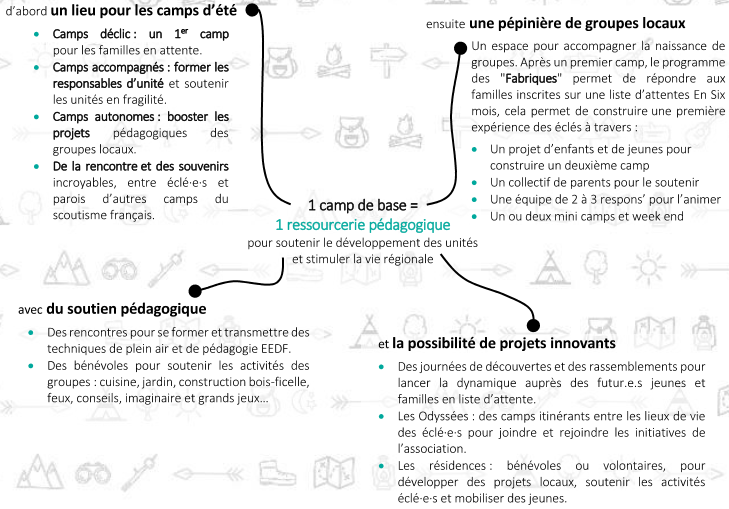 d'abord un lieu pour les camps d'été
Camps déclic : un 1er camp
pour les familles en attente.
Camps accompagnés : former les
responsables d'unité et soutenir
les unités en fragilité.
Camps autonomes : booster les
projets pédagogiques des
groupes locaux.
De la rencontre et des souvenirs
incroyables, entre éclé·e·s et
parois d'autres camps du
scoutisme français.
ensuite une pépinière de groupes locaux
Un espace pour accompagner la naissance de
groupes. Après un premier camp, le programme
des "Fabriques" permet de répondre aux
familles inscrites sur une liste d'attentes En Six
mois, cela permet de construire une première
expérience des éclés à travers :
Un projet d'enfants et de jeunes pour
construire un deuxième camp
Un collectif de parents pour le soutenir
Une équipe de 2 à 3 respons' pour l'animer
Un ou deux mini camps et week end
1 camp de base =
1 ressourcerie pédagogique
pour soutenir le développement des unités
et stimuler la vie régionale
avec du soutien pédagogique
Des rencontres pour se former et transmettre des
techniques de plein air et de pédagogie EEDF.
Des bénévoles pour soutenir les activités des
groupes : cuisine, jardin, construction bois-ficelle,
feux, conseils, imaginaire et grands jeux...
et la possibilité de projets innovants
Des journées de découvertes et des rassemblements pour
lancer la dynamique auprès des futur.e.s jeunes et
familles en liste d'attente.
Les Odyssées : des camps itinérants entre les lieux de vie
des éclé·e·s pour joindre et rejoindre les initiatives de
l'association.
Les résidences : bénévoles ou volontaires, pour
développer des projets locaux, soutenir les activités
éclé·e·s et mobiliser des jeunes.